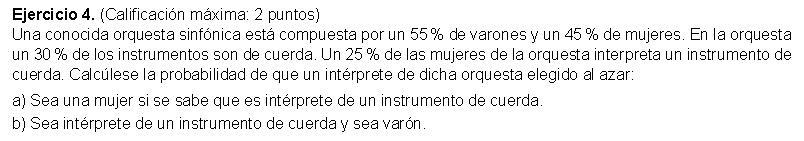 Ejercicio 4. (Calificación máxima: 2 puntos)
Una conocida orquesta sinfónica está compuesta por un 55 % de varones y un 45 % de mujeres. En la orquesta
un 30 % de los instrumentos son de cuerda. Un 25 % de las mujeres de la orquesta interpreta un instrumento de
cuerda. Calcúlese la probabilidad de que un intérprete de dicha orquesta elegido al azar:
a) Sea una mujer si se sabe que es intérprete de un instrumento de cuerda.
b) Sea intérprete de un instrumento de cuerda y sea varón.